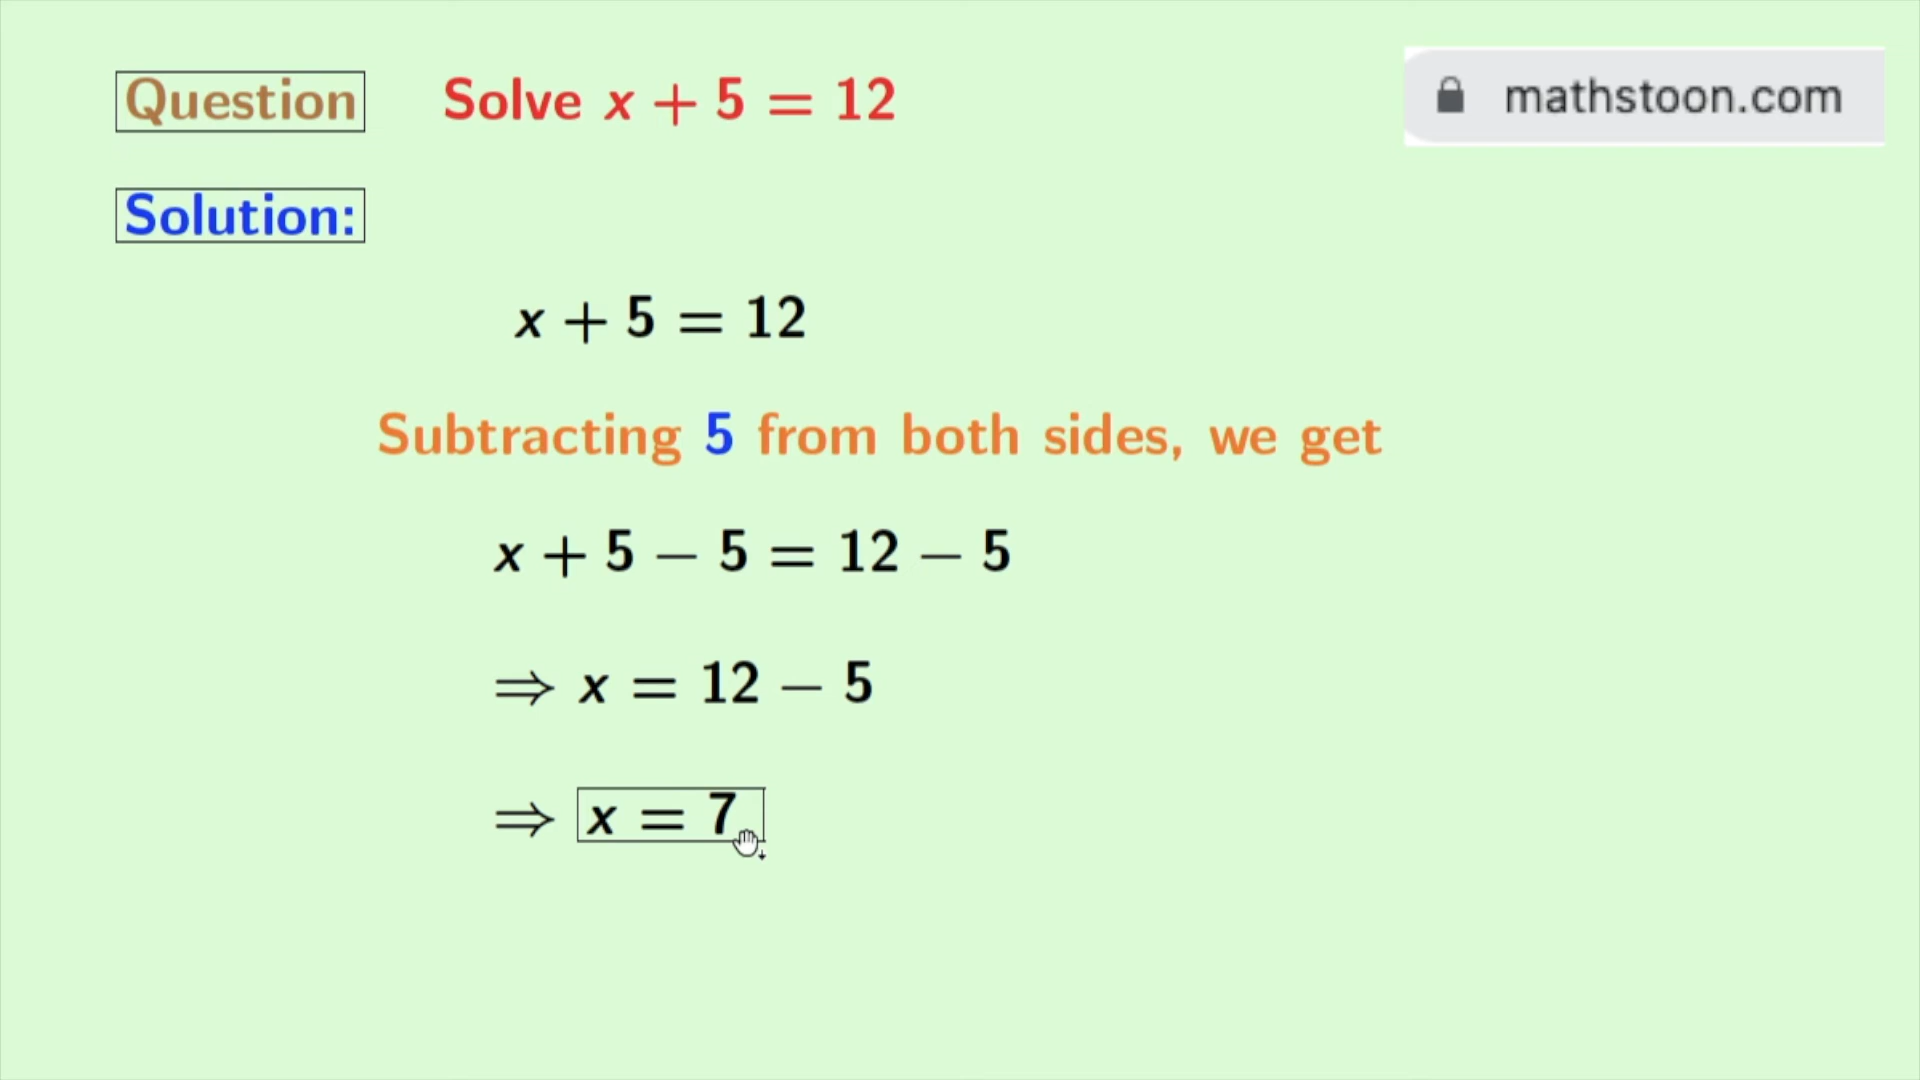 Question Solve x + 5 = 12
mathstoon.com
Solution:
x + 5 = 12
Subtracting 5 from both sides, we get
x + 5 − 5 = 12 − 5
⇒ x = 12 − 5
⇒ x = 7